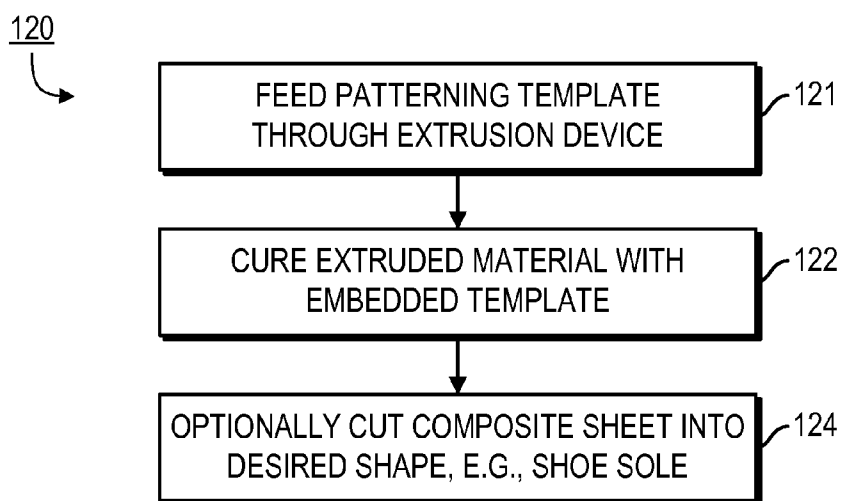 120
FEED PATTERNING TEMPLATE
THROUGH EXTRUSION DEVICE
121
CURE EXTRUDED MATERIAL WITH
EMBEDDED TEMPLATE
122
OPTIONALLY CUT COMPOSITE SHEET INTO
DESIRED SHAPE, E.G., SHOE SOLE
124